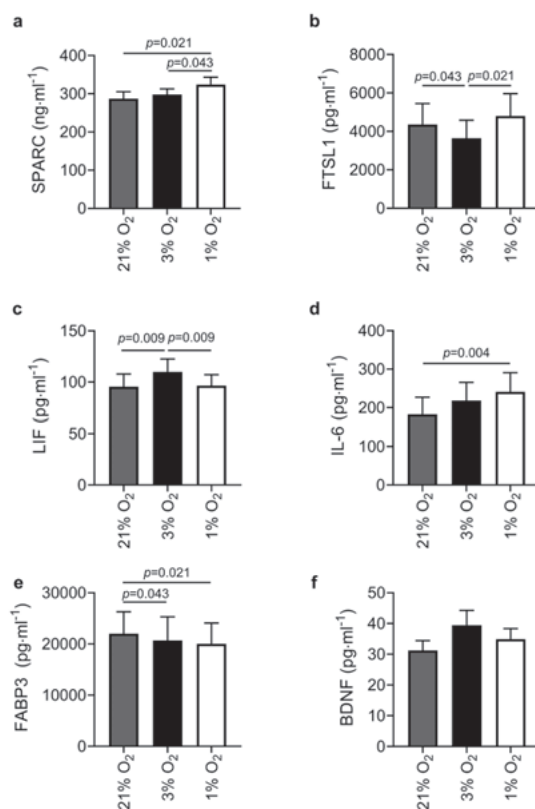 a
p=0.021
p=0.043
SPARC (ng·ml⁻¹)
400
300
200
100
0
21% O₂
3% O₂
1% O₂
b
p=0.043
p=0.021
FTSL1 (pg·ml⁻¹)
8000
6000
4000
2000
0
21% O₂
3% O₂
1% O₂
c
p=0.009
p=0.009
LIF (pg·ml⁻¹)
150
100
50
0
21% O₂
3% O₂
1% O₂
d
p=0.004
IL-6 (pg·ml⁻¹)
400
300
200
100
0
21% O₂
3% O₂
1% O₂
e
p=0.021
p=0.043
FABP3 (pg·ml⁻¹)
30000
20000
10000
0
21% O₂
3% O₂
1% O₂
f
BDNF (pg·ml⁻¹)
50
40
30
20
10
0
21% O₂
3% O₂
1% O₂